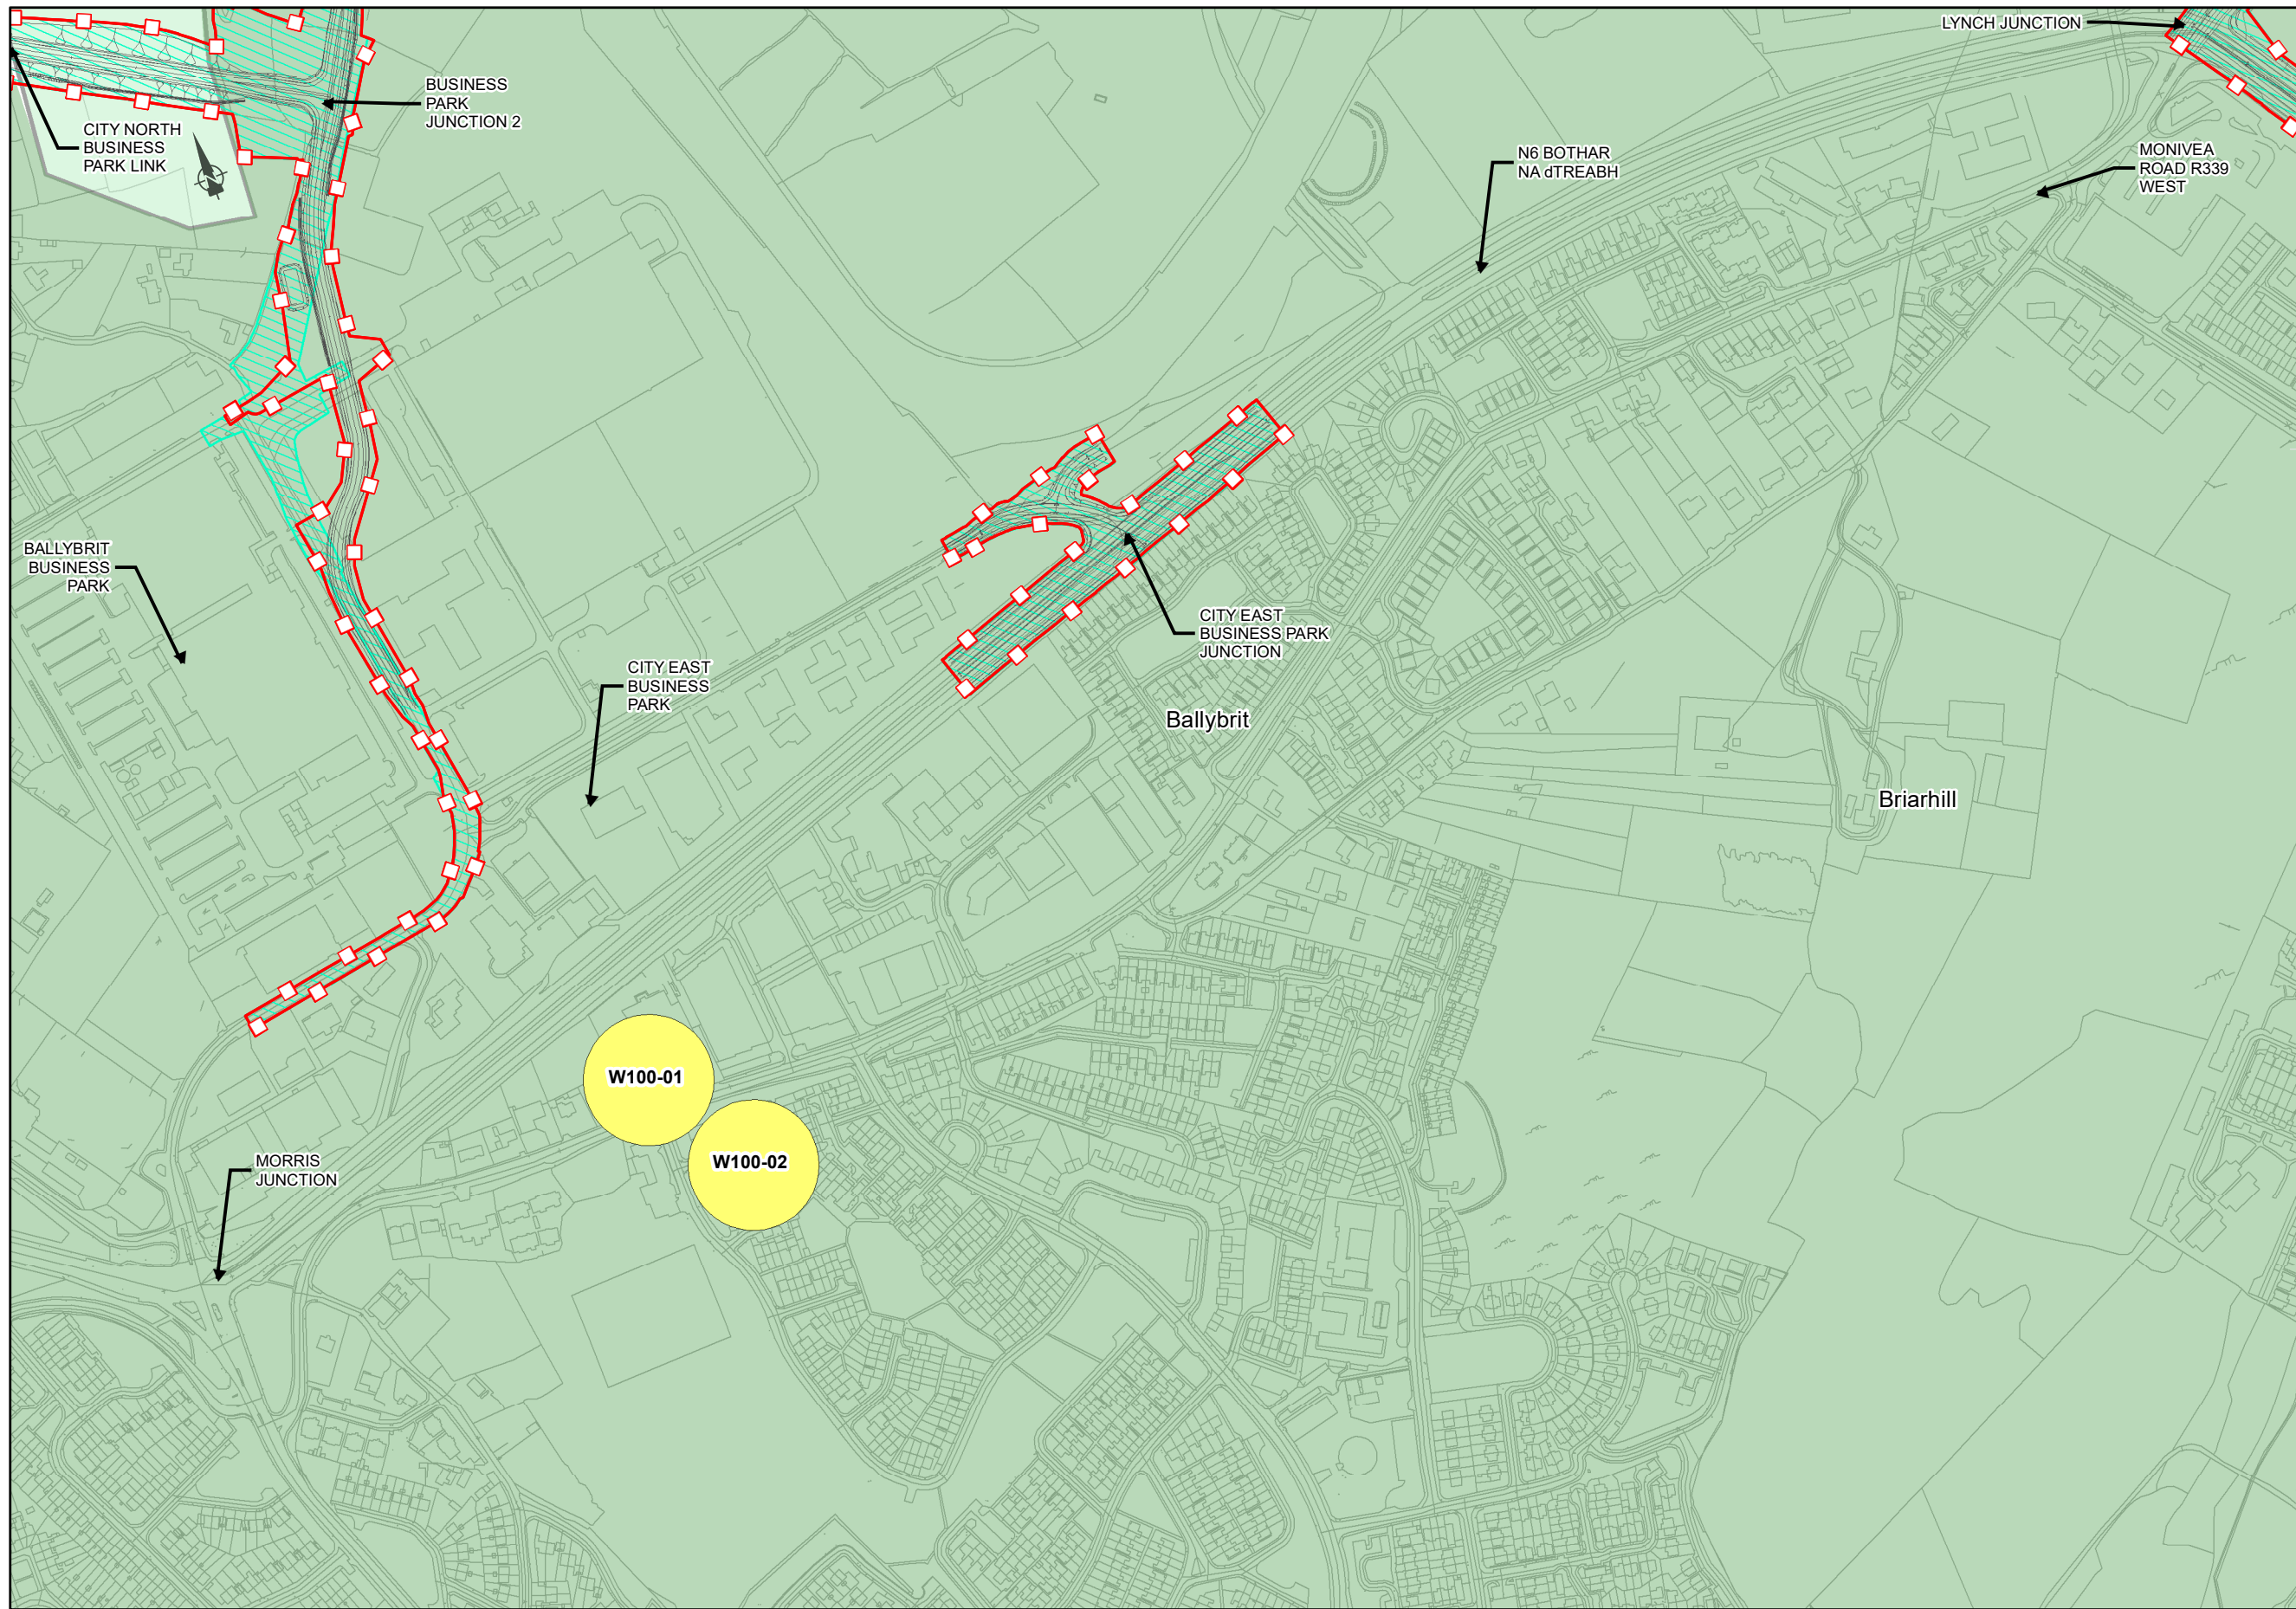 LYNCH JUNCTION
BUSINESS
PARK
JUNCTION 2
CITY NORTH
BUSINESS
PARK LINK
N6 BOTHAR
NA dTREABH
MONIVEA
ROAD R339
WEST
BALLYBRIT
BUSINESS
PARK
CITY EAST
BUSINESS PARK
JUNCTION
CITY EAST
BUSINESS
PARK
Ballybrit
Briarhill
W100-01
W100-02
MORRIS
JUNCTION